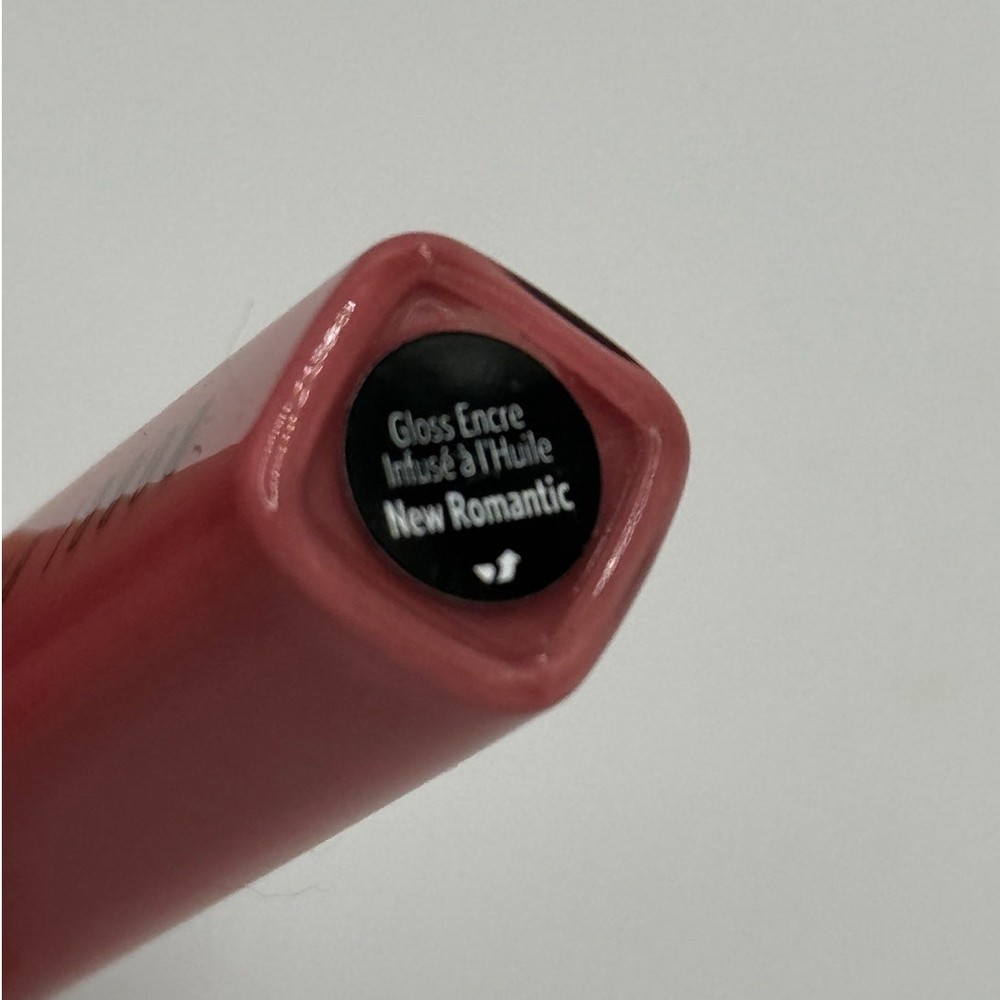 Gloss Encre
Infusé à l'Huile
New Romantic